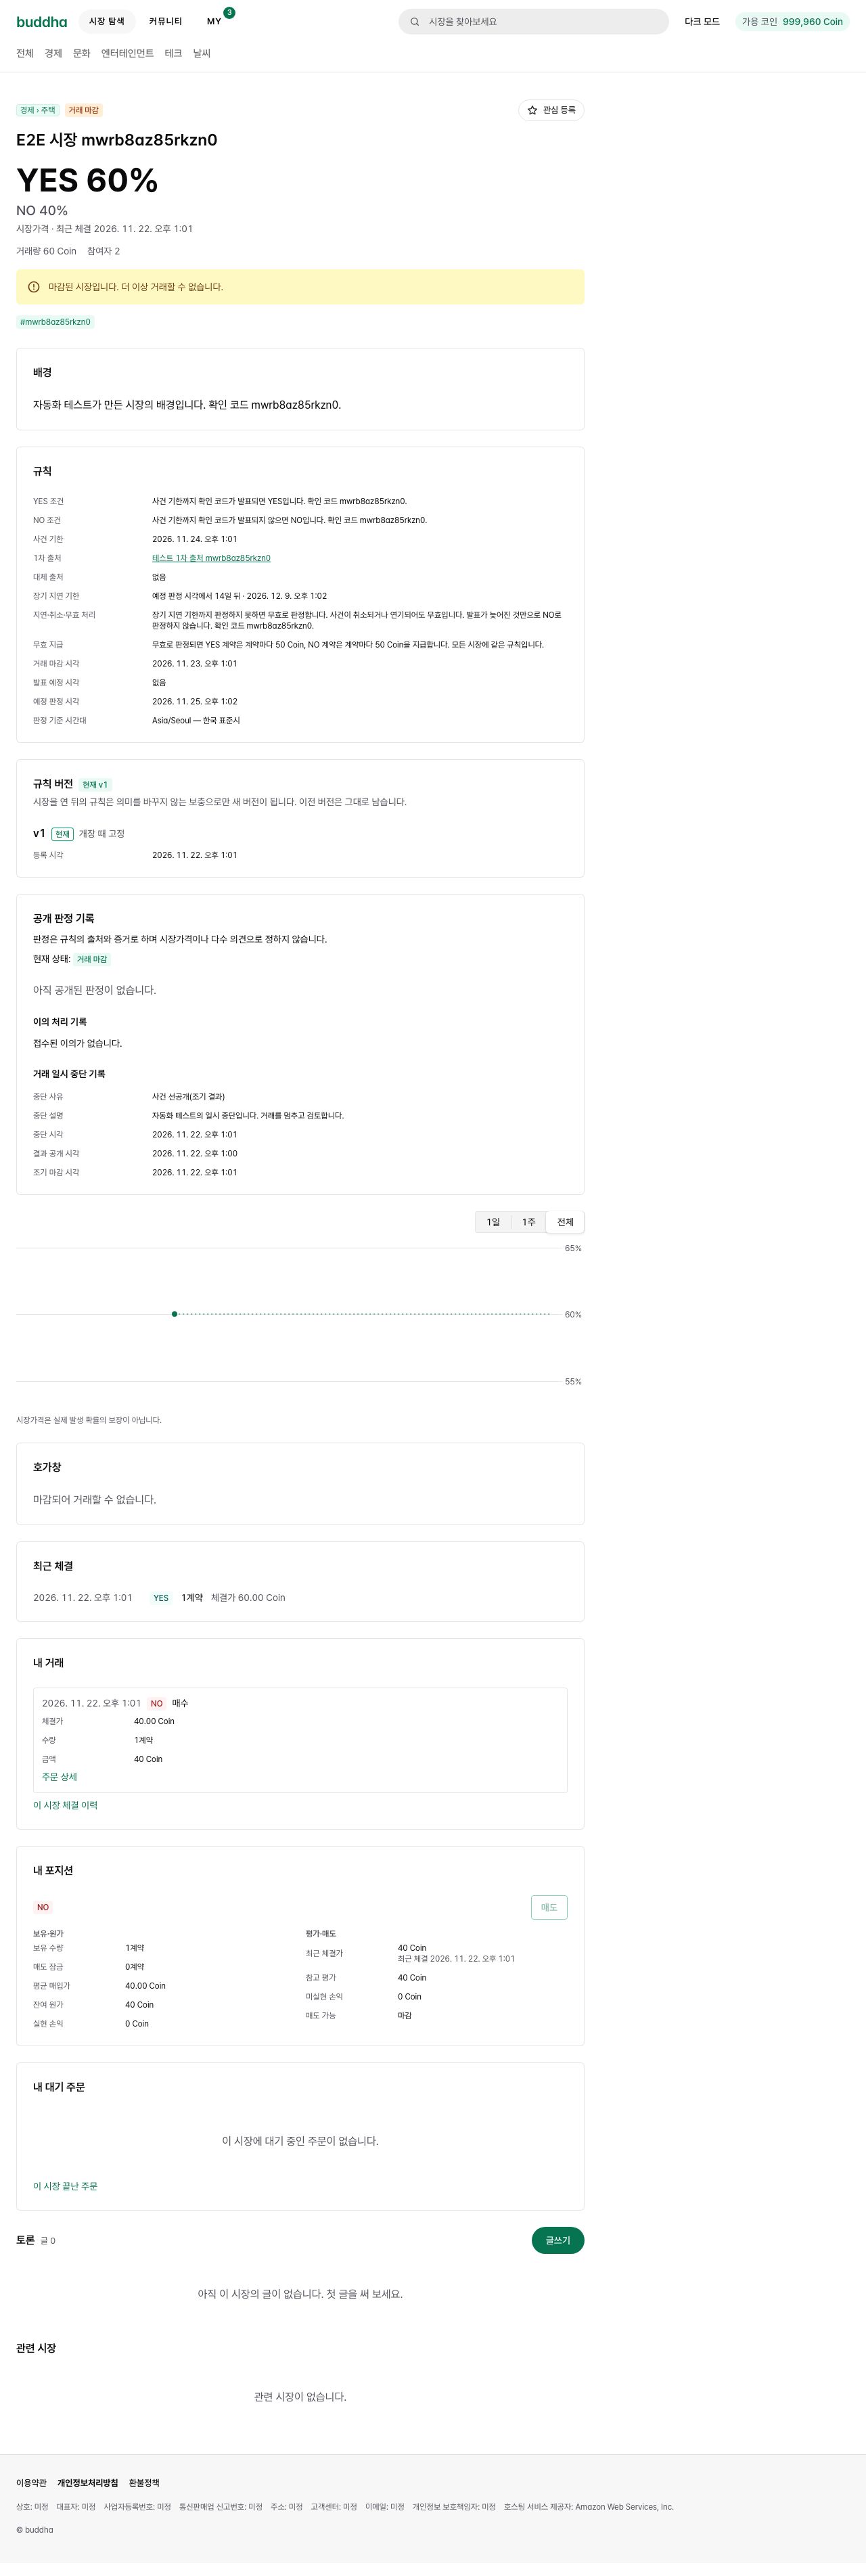 buddha 시장 탐색 커뮤니티 MY 3 시장을 찾아보세요 다크 모드 가용 코인 999,960 Coin
전체 경제 문화 엔터테인먼트 테크 날씨
경제 › 주택 거래 마감 관심 등록
E2E 시장 mwrb8az85rkzn0
YES 60%
NO 40%
시장가격 · 최근 체결 2026. 11. 22. 오후 1:01
거래량 60 Coin 참여자 2
마감된 시장입니다. 더 이상 거래할 수 없습니다.
#mwrb8az85rkzn0
배경
자동화 테스트가 만든 시장의 배경입니다. 확인 코드 mwrb8az85rkzn0.
규칙
YES 조건 사건 기한까지 확인 코드가 발표되면 YES입니다. 확인 코드 mwrb8az85rkzn0.
NO 조건 사건 기한까지 확인 코드가 발표되지 않으면 NO입니다. 확인 코드 mwrb8az85rkzn0.
사건 기한 2026. 11. 24. 오후 1:01
1차 출처 테스트 1차 출처 mwrb8az85rkzn0
대체 출처 없음
장기 지연 기한 예정 판정 시각에서 14일 뒤 · 2026. 12. 9. 오후 1:02
지연·취소·무효 처리 장기 지연 기한까지 판정하지 못하면 무효로 판정합니다. 사건이 취소되거나 연기되어도 무효입니다. 발표가 늦어진 것만으로 NO로
판정하지 않습니다. 확인 코드 mwrb8az85rkzn0.
무효 지급 무효로 판정되면 YES 계약은 계약마다 50 Coin, NO 계약은 계약마다 50 Coin을 지급합니다. 모든 시장에 같은 규칙입니다.
거래 마감 시각 2026. 11. 23. 오후 1:01
발표 예정 시각 없음
예정 판정 시각 2026. 11. 25. 오후 1:02
판정 기준 시간대 Asia/Seoul — 한국 표준시
규칙 버전 현재 v1
시장을 연 뒤의 규칙은 의미를 바꾸지 않는 보충으로만 새 버전이 됩니다. 이전 버전은 그대로 남습니다.
v1 현재 개장 때 고정
등록 시각 2026. 11. 22. 오후 1:01
공개 판정 기록
판정은 규칙의 출처와 증거로 하며 시장가격이나 다수 의견으로 정하지 않습니다.
현재 상태: 거래 마감
아직 공개된 판정이 없습니다.
이의 처리 기록
접수된 이의가 없습니다.
거래 일시 중단 기록
중단 사유 사건 선공개(조기 결과)
중단 설명 자동화 테스트의 일시 중단입니다. 거래를 멈추고 검토합니다.
중단 시각 2026. 11. 22. 오후 1:01
결과 공개 시각 2026. 11. 22. 오후 1:00
조기 마감 시각 2026. 11. 22. 오후 1:01
1일 1주 전체
65%
60%
55%
시장가격은 실제 발생 확률의 보장이 아닙니다.
호가창
마감되어 거래할 수 없습니다.
최근 체결
2026. 11. 22. 오후 1:01 YES 1계약 체결가 60.00 Coin
내 거래
2026. 11. 22. 오후 1:01 NO 매수
체결가 40.00 Coin
수량 1계약
금액 40 Coin
주문 상세
이 시장 체결 이력
내 포지션
NO 매도
보유·원가 평가·매도
보유 수량 1계약 최근 체결가 40 Coin
최근 체결 2026. 11. 22. 오후 1:01
매도 잠금 0계약 참고 평가 40 Coin
평균 매입가 40.00 Coin 미실현 손익 0 Coin
잔여 원가 40 Coin 매도 가능 마감
실현 손익 0 Coin
내 대기 주문
이 시장에 대기 중인 주문이 없습니다.
이 시장 끝난 주문
토론 글 0 글쓰기
아직 이 시장의 글이 없습니다. 첫 글을 써 보세요.
관련 시장
관련 시장이 없습니다.
이용약관 개인정보처리방침 환불정책
상호: 미정 대표자: 미정 사업자등록번호: 미정 통신판매업 신고번호: 미정 주소: 미정 고객센터: 미정 이메일: 미정 개인정보 보호책임자: 미정 호스팅 서비스 제공자: Amazon Web Services, Inc.
© buddha